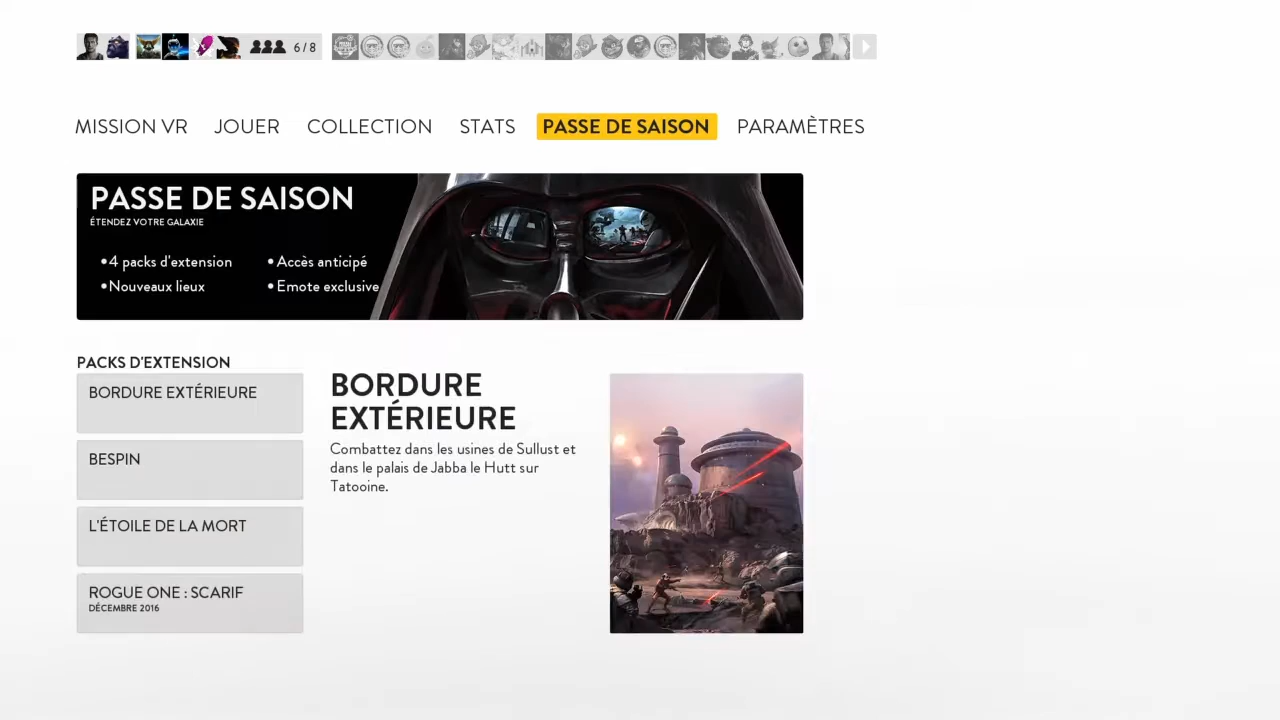 6 / 8
MISSION VR JOUER COLLECTION STATS PASSE DE SAISON PARAMÈTRES
PASSE DE SAISON
ÉTENDEZ VOTRE GALAXIE
•4 packs d'extension
•Accès anticipé
•Nouveaux lieux
•Emote exclusive
PACKS D'EXTENSION
BORDURE EXTÉRIEURE
BESPIN
L'ÉTOILE DE LA MORT
ROGUE ONE : SCARIF
DÉCEMBRE 2016
BORDURE
EXTÉRIEURE
Combattez dans les usines de Sullust et
dans le palais de Jabba le Hutt sur
Tatooine.